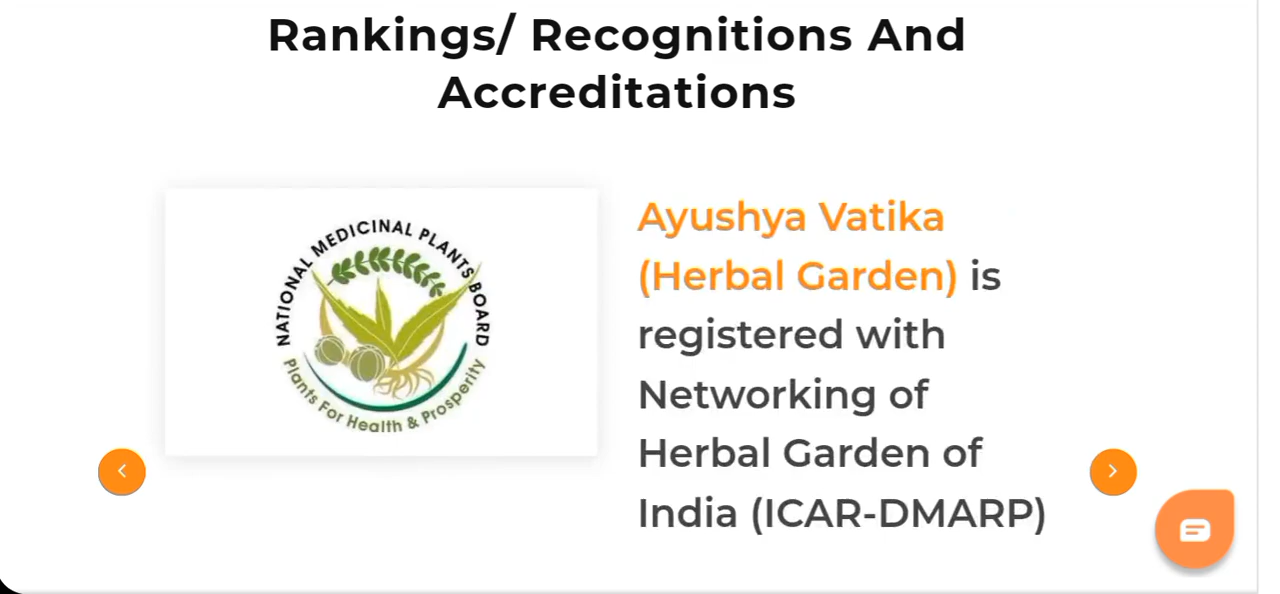 Rankings/ Recognitions And
Accreditations
NATIONAL MEDICINAL PLANTS BOARD
Plants For Health & Prosperity
Ayushya Vatika
(Herbal Garden) is
registered with
Networking of
Herbal Garden of
India (ICAR-DMARP)